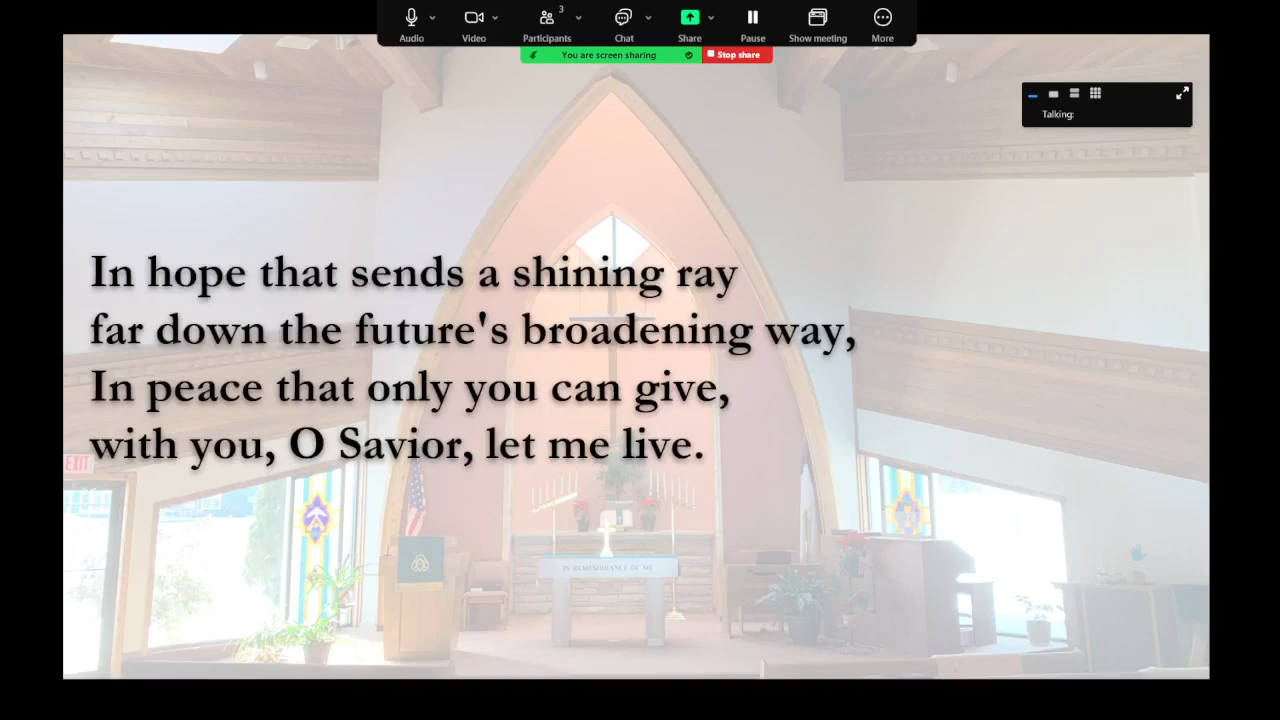 3
Audio
Video
Participants
Chat
Share
Pause
Show meeting
More
You are screen sharing
Stop share
Talking:
In hope that sends a shining ray
far down the future's broadening way,
In peace that only you can give,
with you, O Savior, let me live.
EXIT
IN REMEMBRANCE OF ME